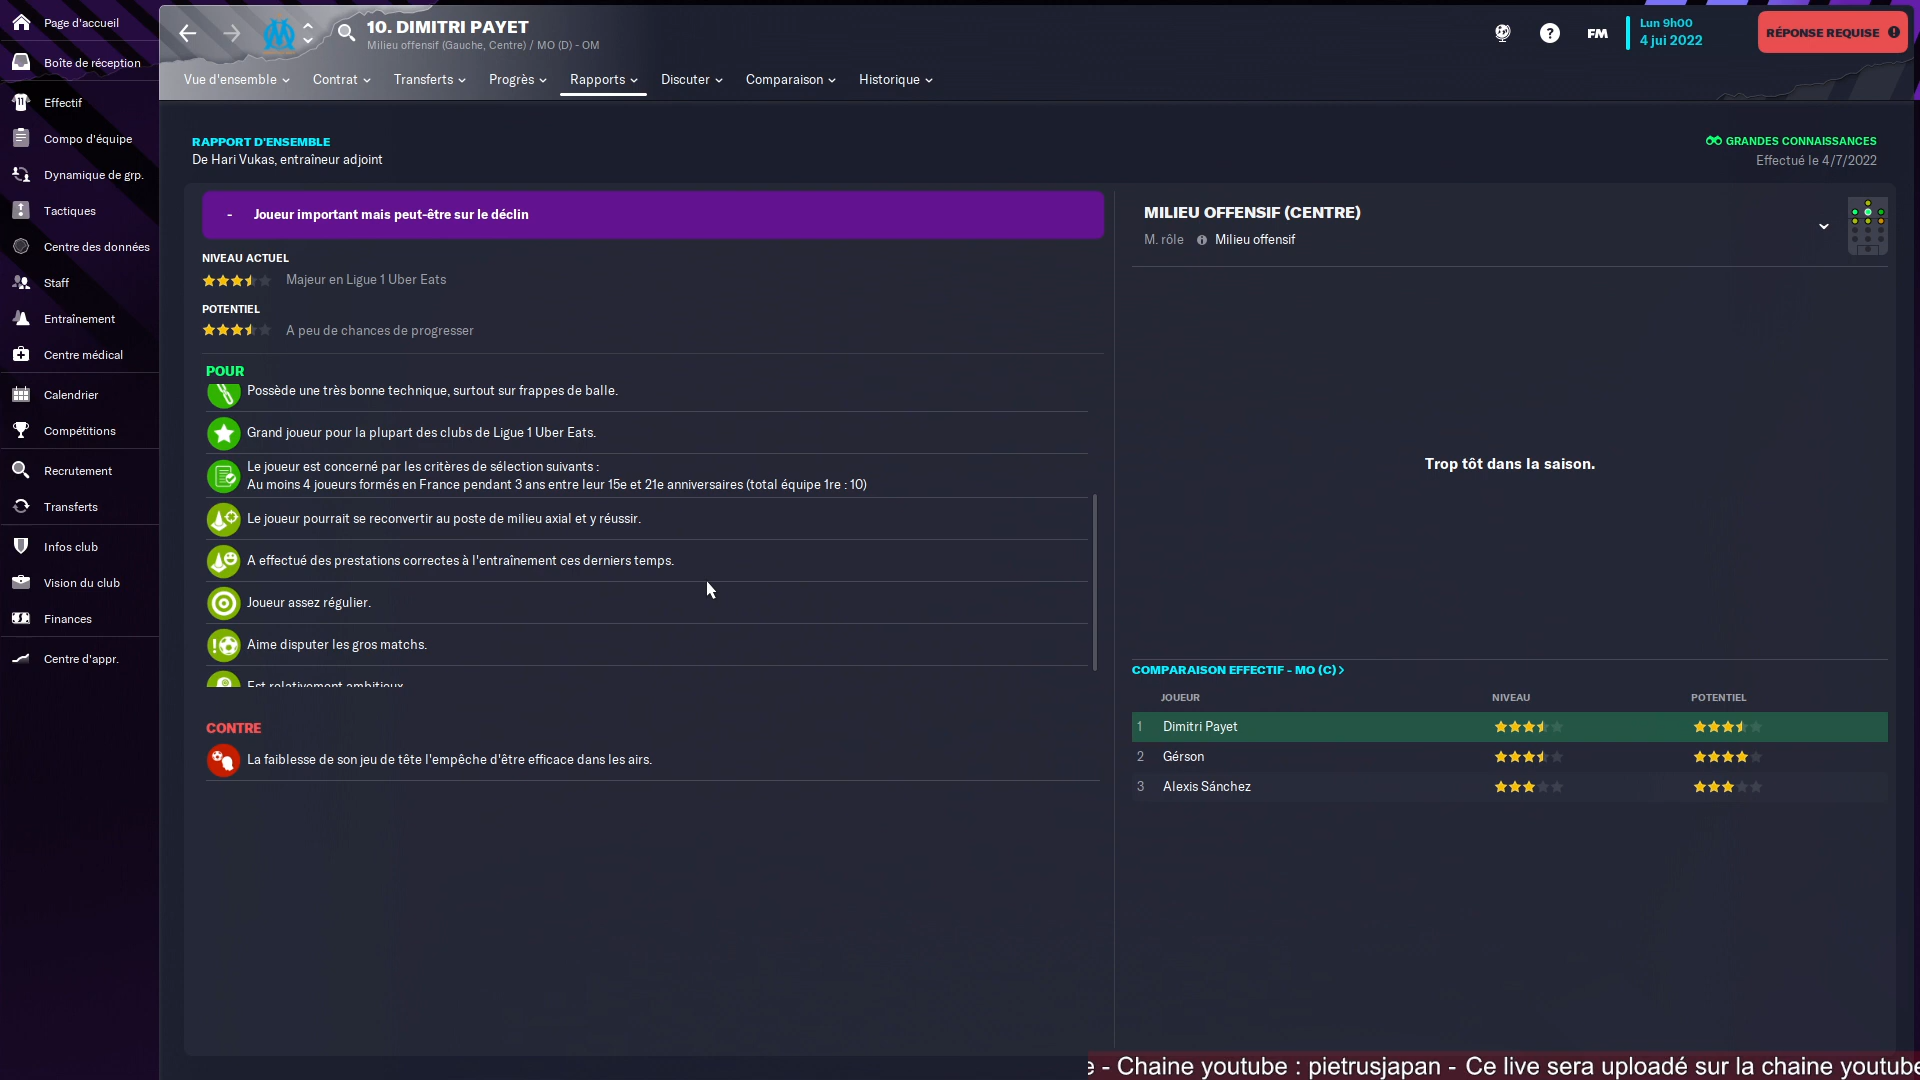 Page d'accueil
Boîte de réception
Effectif
Compo d'équipe
Dynamique de grp.
Tactiques
Centre des données
Staff
Entraînement
Centre médical
Calendrier
Compétitions
Recrutement
Transferts
Infos club
Vision du club
Finances
Centre d'appr.
10. DIMITRI PAYET
Milieu offensif (Gauche, Centre) / MO (D) - OM
FM
Lun 9h00
4 jui 2022
RÉPONSE REQUISE
Vue d'ensemble Contrat Transferts Progrès Rapports Discuter Comparaison Historique
RAPPORT D'ENSEMBLE
De Hari Vukas, entraîneur adjoint
GRANDES CONNAISSANCES
Effectué le 4/7/2022
- Joueur important mais peut-être sur le déclin
NIVEAU ACTUEL
Majeur en Ligue 1 Uber Eats
POTENTIEL
A peu de chances de progresser
POUR
Possède une très bonne technique, surtout sur frappes de balle.
Grand joueur pour la plupart des clubs de Ligue 1 Uber Eats.
Le joueur est concerné par les critères de sélection suivants :
Au moins 4 joueurs formés en France pendant 3 ans entre leur 15e et 21e anniversaires (total équipe 1re : 10)
Le joueur pourrait se reconvertir au poste de milieu axial et y réussir.
A effectué des prestations correctes à l'entraînement ces derniers temps.
Joueur assez régulier.
Aime disputer les gros matchs.
Est relativement ambitieux
CONTRE
La faiblesse de son jeu de tête l'empêche d'être efficace dans les airs.
MILIEU OFFENSIF (CENTRE)
M. rôle Milieu offensif
Trop tôt dans la saison.
COMPARAISON EFFECTIF - MO (C) >
JOUEUR NIVEAU POTENTIEL
1 Dimitri Payet
2 Gérson
3 Alexis Sánchez
e - Chaine youtube : pietrusjapan - Ce live sera uploadé sur la chaine youtube